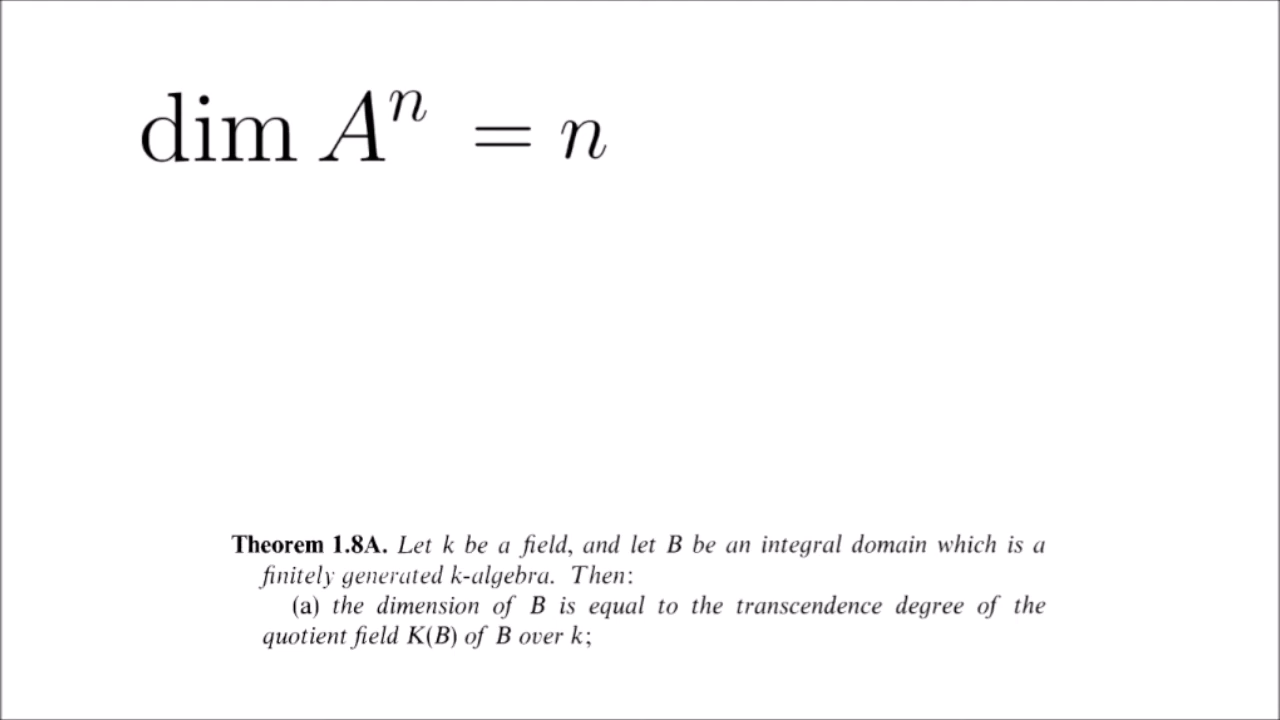 dim Aⁿ = n
Theorem 1.8A. Let k be a field, and let B be an integral domain which is a
finitely generated k-algebra. Then:
(a) the dimension of B is equal to the transcendence degree of the
quotient field K(B) of B over k;